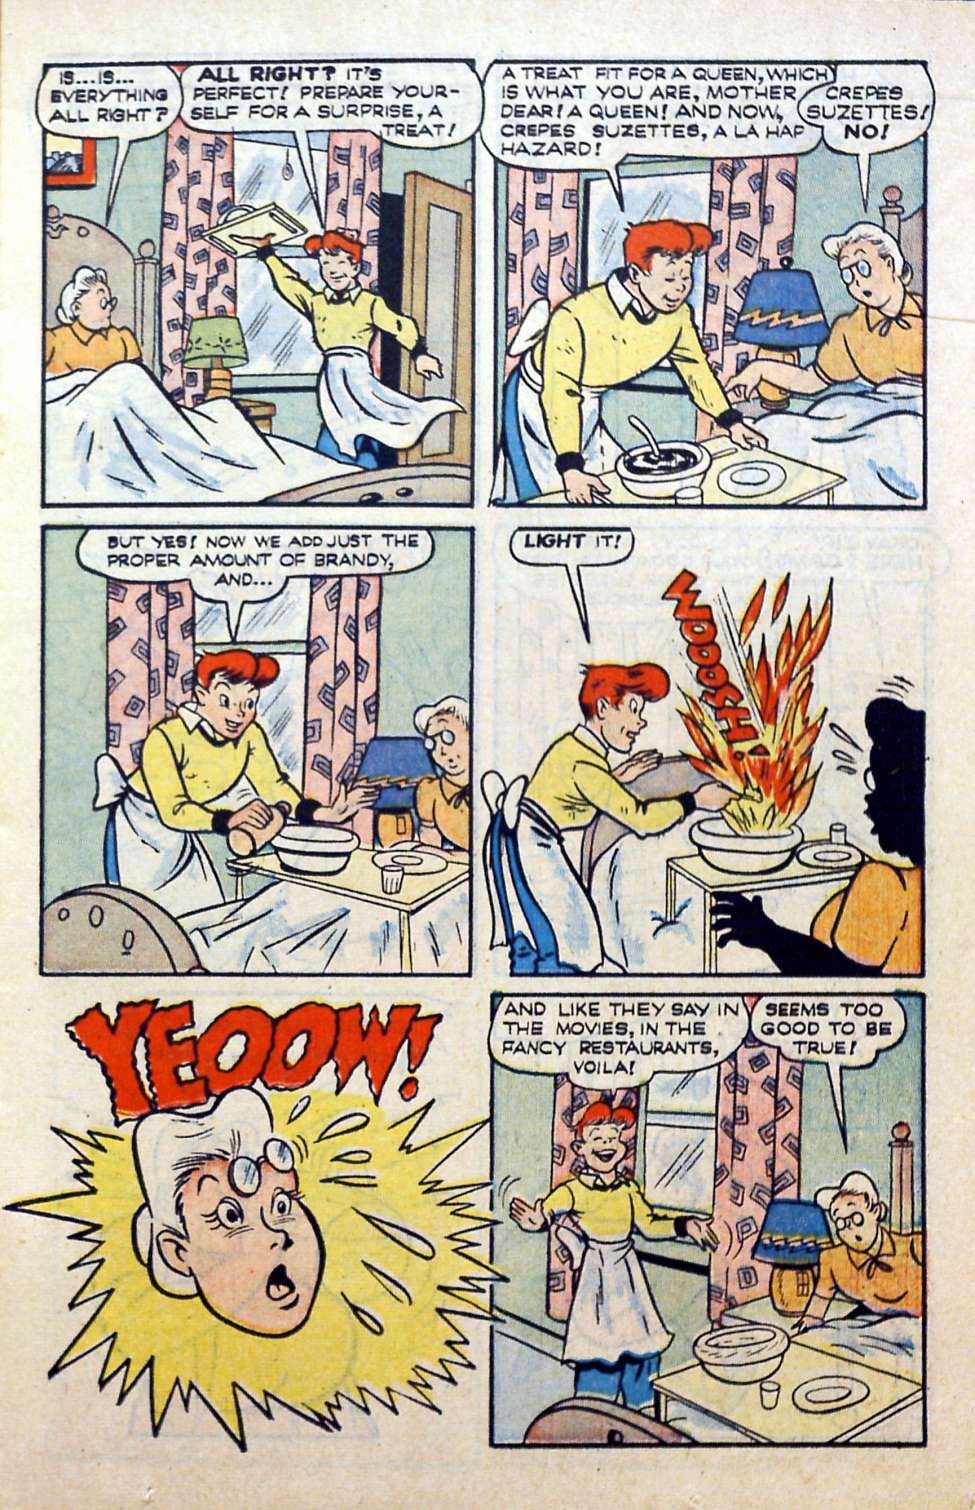 IS...IS...
EVERYTHING
ALL RIGHT?
ALL RIGHT? IT'S
PERFECT! PREPARE YOUR-
SELF FOR A SURPRISE, A
TREAT!
A TREAT FIT FOR A QUEEN, WHICH
IS WHAT YOU ARE, MOTHER
DEAR! A QUEEN! AND NOW,
CREPES SUZETTES, A LA HAP
HAZARD!
CREPES
SUZETTES!
NO!
BUT YES! NOW WE ADD JUST THE
PROPER AMOUNT OF BRANDY,
AND...
LIGHT IT!
WOOOSH!
YEOOW!
AND LIKE THEY SAY IN
THE MOVIES, IN THE
FANCY RESTAURANTS,
VOILA!
SEEMS TOO
GOOD TO BE
TRUE!